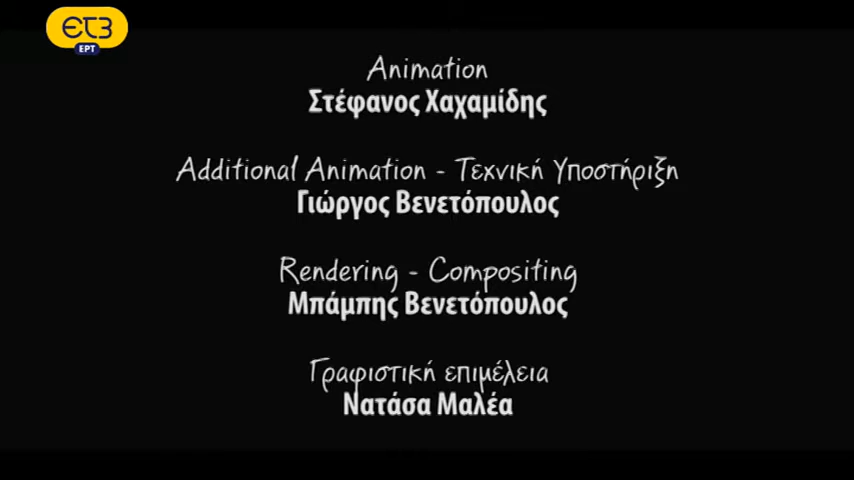 ΕΤ3
ΕΡΤ
Animation
Στέφανος Χαχαμίδης
Additional Animation - Τεχνική Υποστήριξη
Γιώργος Βενετόπουλος
Rendering - Compositing
Μπάμπης Βενετόπουλος
Γραφιστική επιμέλεια
Νατάσα Μαλέα